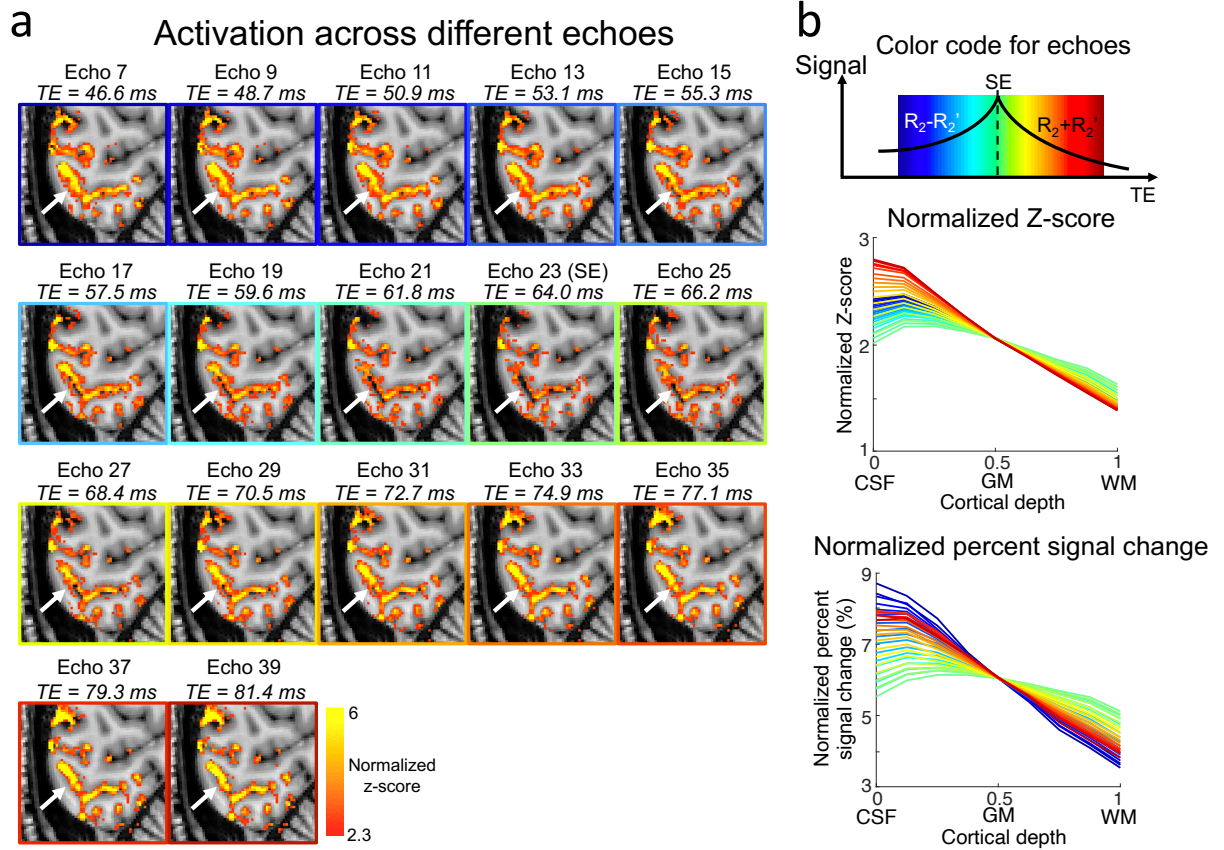 a
Activation across different echoes
Echo 7 Echo 9 Echo 11 Echo 13 Echo 15
TE = 46.6 ms TE = 48.7 ms TE = 50.9 ms TE = 53.1 ms TE = 55.3 ms
Echo 17 Echo 19 Echo 21 Echo 23 (SE) Echo 25
TE = 57.5 ms TE = 59.6 ms TE = 61.8 ms TE = 64.0 ms TE = 66.2 ms
Echo 27 Echo 29 Echo 31 Echo 33 Echo 35
TE = 68.4 ms TE = 70.5 ms TE = 72.7 ms TE = 74.9 ms TE = 77.1 ms
Echo 37 Echo 39
TE = 79.3 ms TE = 81.4 ms
6
Normalized
z-score
2.3
b
Color code for echoes
Signal
SE
R₂-R₂' R₂+R₂'
TE
Normalized Z-score
Normalized Z-score
3
2
1
0 0.5 1
CSF GM WM
Cortical depth
Normalized percent signal change
Normalized percent
signal change (%)
9
7
5
3
0 0.5 1
CSF GM WM
Cortical depth